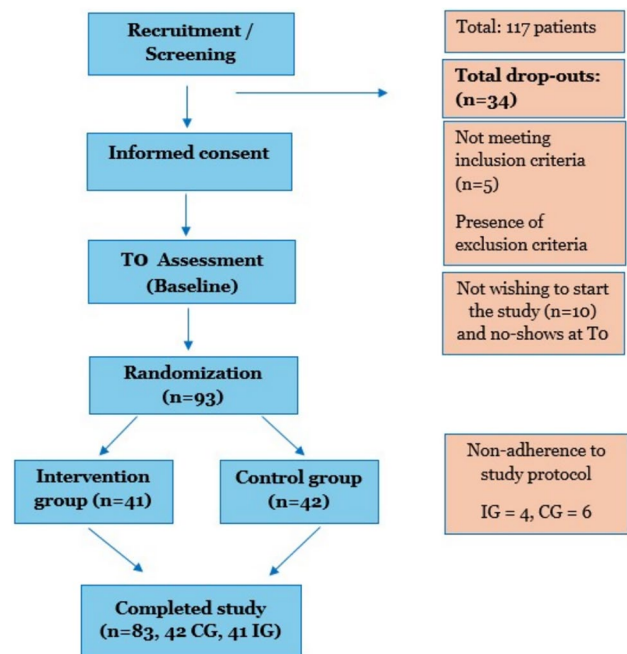 Recruitment /
Screening
Total: 117 patients
Total drop-outs:
(n=34)
Informed consent
Not meeting
inclusion criteria
(n=5)
Presence of
exclusion criteria
T0 Assessment
(Baseline)
Not wishing to start
the study (n=10)
and no-shows at T0
Randomization
(n=93)
Intervention
group (n=41)
Control group
(n=42)
Non-adherence to
study protocol
IG = 4, CG = 6
Completed study
(n=83, 42 CG, 41 IG)